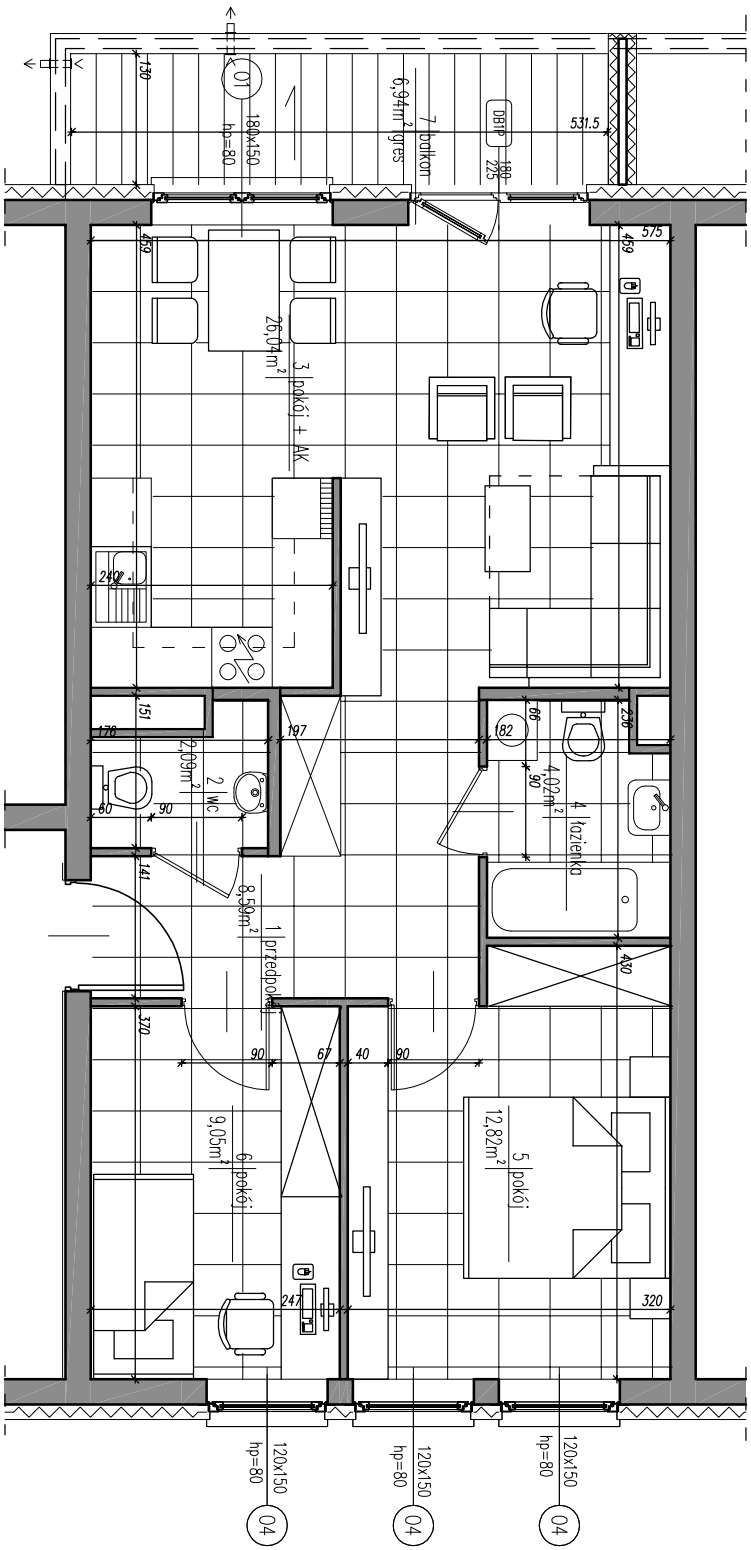 130
01
180x150
hp=80
7 balkon
6,94m² gres
DB1P
180
225
531.5
459
575
459
3 pokój + AK
26,04m²
240
151
176
197
182
66
236
90
2 wc
2,09m²
60
90
4 łazienka
4,02m²
141
1 przedpokój
8,59m²
430
370
90
67
40
90
6 pokój
9,05m²
5 pokój
12,82m²
247
320
120x150
hp=80
04
120x150
hp=80
04
120x150
hp=80
04